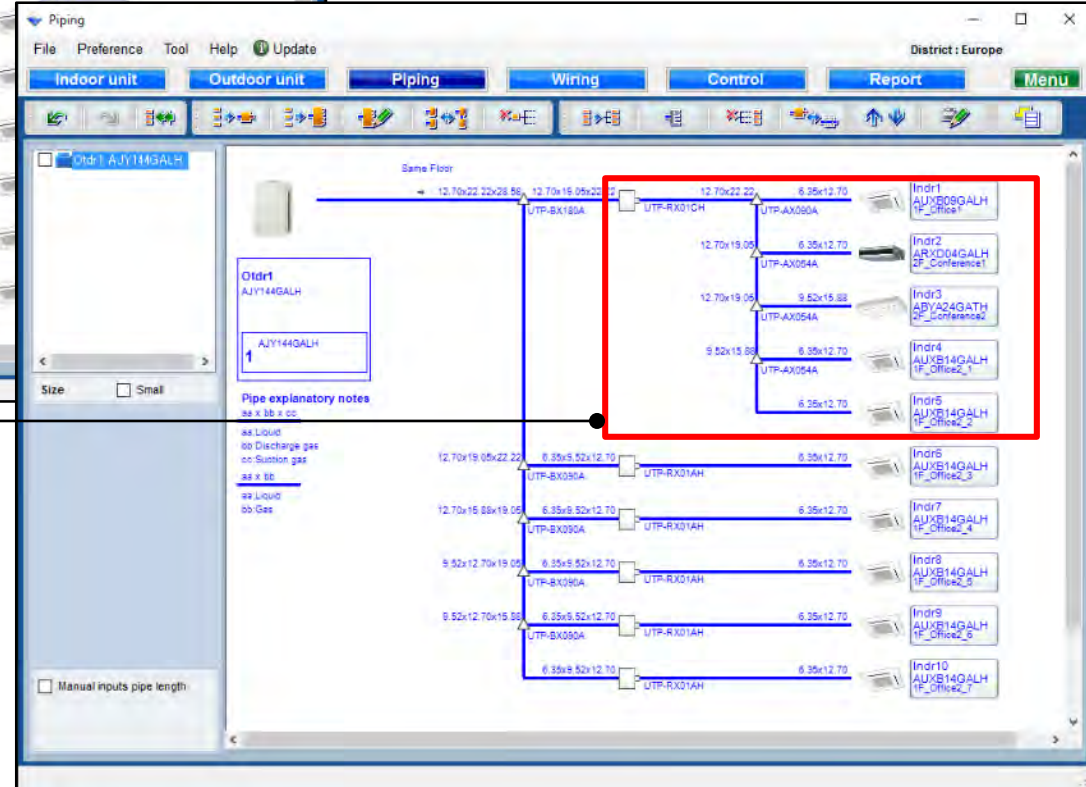 Piping
File Preference Tool Help Update District : Europe
Indoor unit Outdoor unit Piping Wiring Control Report Menu
Otdr1 AJY144GALH
Size Small
Manual inputs pipe length
Same Floor
12.70x22.22x28.58
12.70x19.05x22.22
UTP-BX180A
UTP-RX01CH
12.70x22.22
UTP-AX090A
6.35x12.70
Indr1
AUXB09GALH
1F_Office1
12.70x19.05
UTP-AX054A
6.35x12.70
Indr2
ARXD04GALH
2F_Conference1
12.70x19.05
UTP-AX054A
9.52x15.88
Indr3
ABYA24GATH
2F_Conference2
9.52x15.88
UTP-AX054A
6.35x12.70
Indr4
AUXB14GALH
1F_Office2_1
6.35x12.70
Indr5
AUXB14GALH
1F_Office2_2
Otdr1
AJY144GALH
AJY144GALH
1
Pipe explanatory notes
aa x bb x cc
aa:Liquid
bb:Discharge gas
cc:Suction gas
aa x bb
aa:Liquid
bb:Gas
12.70x19.05x22.22
6.35x9.52x12.70
UTP-BX090A
UTP-RX01AH
6.35x12.70
Indr6
AUXB14GALH
1F_Office2_3
12.70x15.88x19.05
6.35x9.52x12.70
UTP-BX090A
UTP-RX01AH
6.35x12.70
Indr7
AUXB14GALH
1F_Office2_4
9.52x12.70x19.05
6.35x9.52x12.70
UTP-BX090A
UTP-RX01AH
6.35x12.70
Indr8
AUXB14GALH
1F_Office2_5
9.52x12.70x15.88
6.35x9.52x12.70
UTP-BX090A
UTP-RX01AH
6.35x12.70
Indr9
AUXB14GALH
1F_Office2_6
6.35x9.52x12.70
UTP-RX01AH
6.35x12.70
Indr10
AUXB14GALH
1F_Office2_7